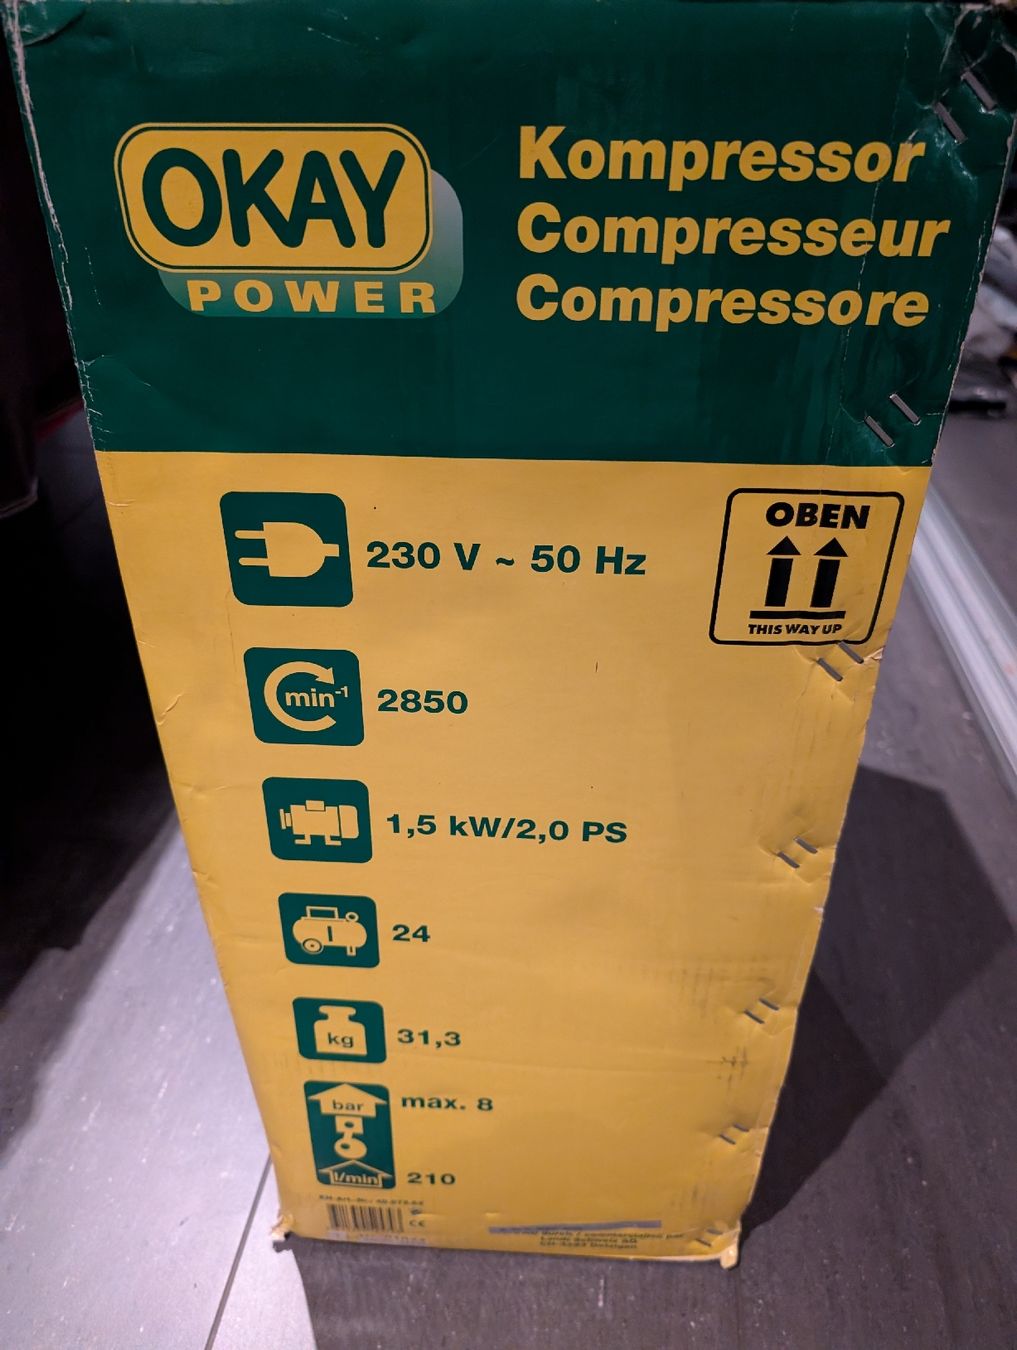 OKAY
POWER
Kompressor
Compresseur
Compressore
OBEN
THIS WAY UP
230 V ~ 50 Hz
min⁻¹ 2850
1,5 kW/2,0 PS
24
kg 31,3
bar max. 8
l/min 210
CE